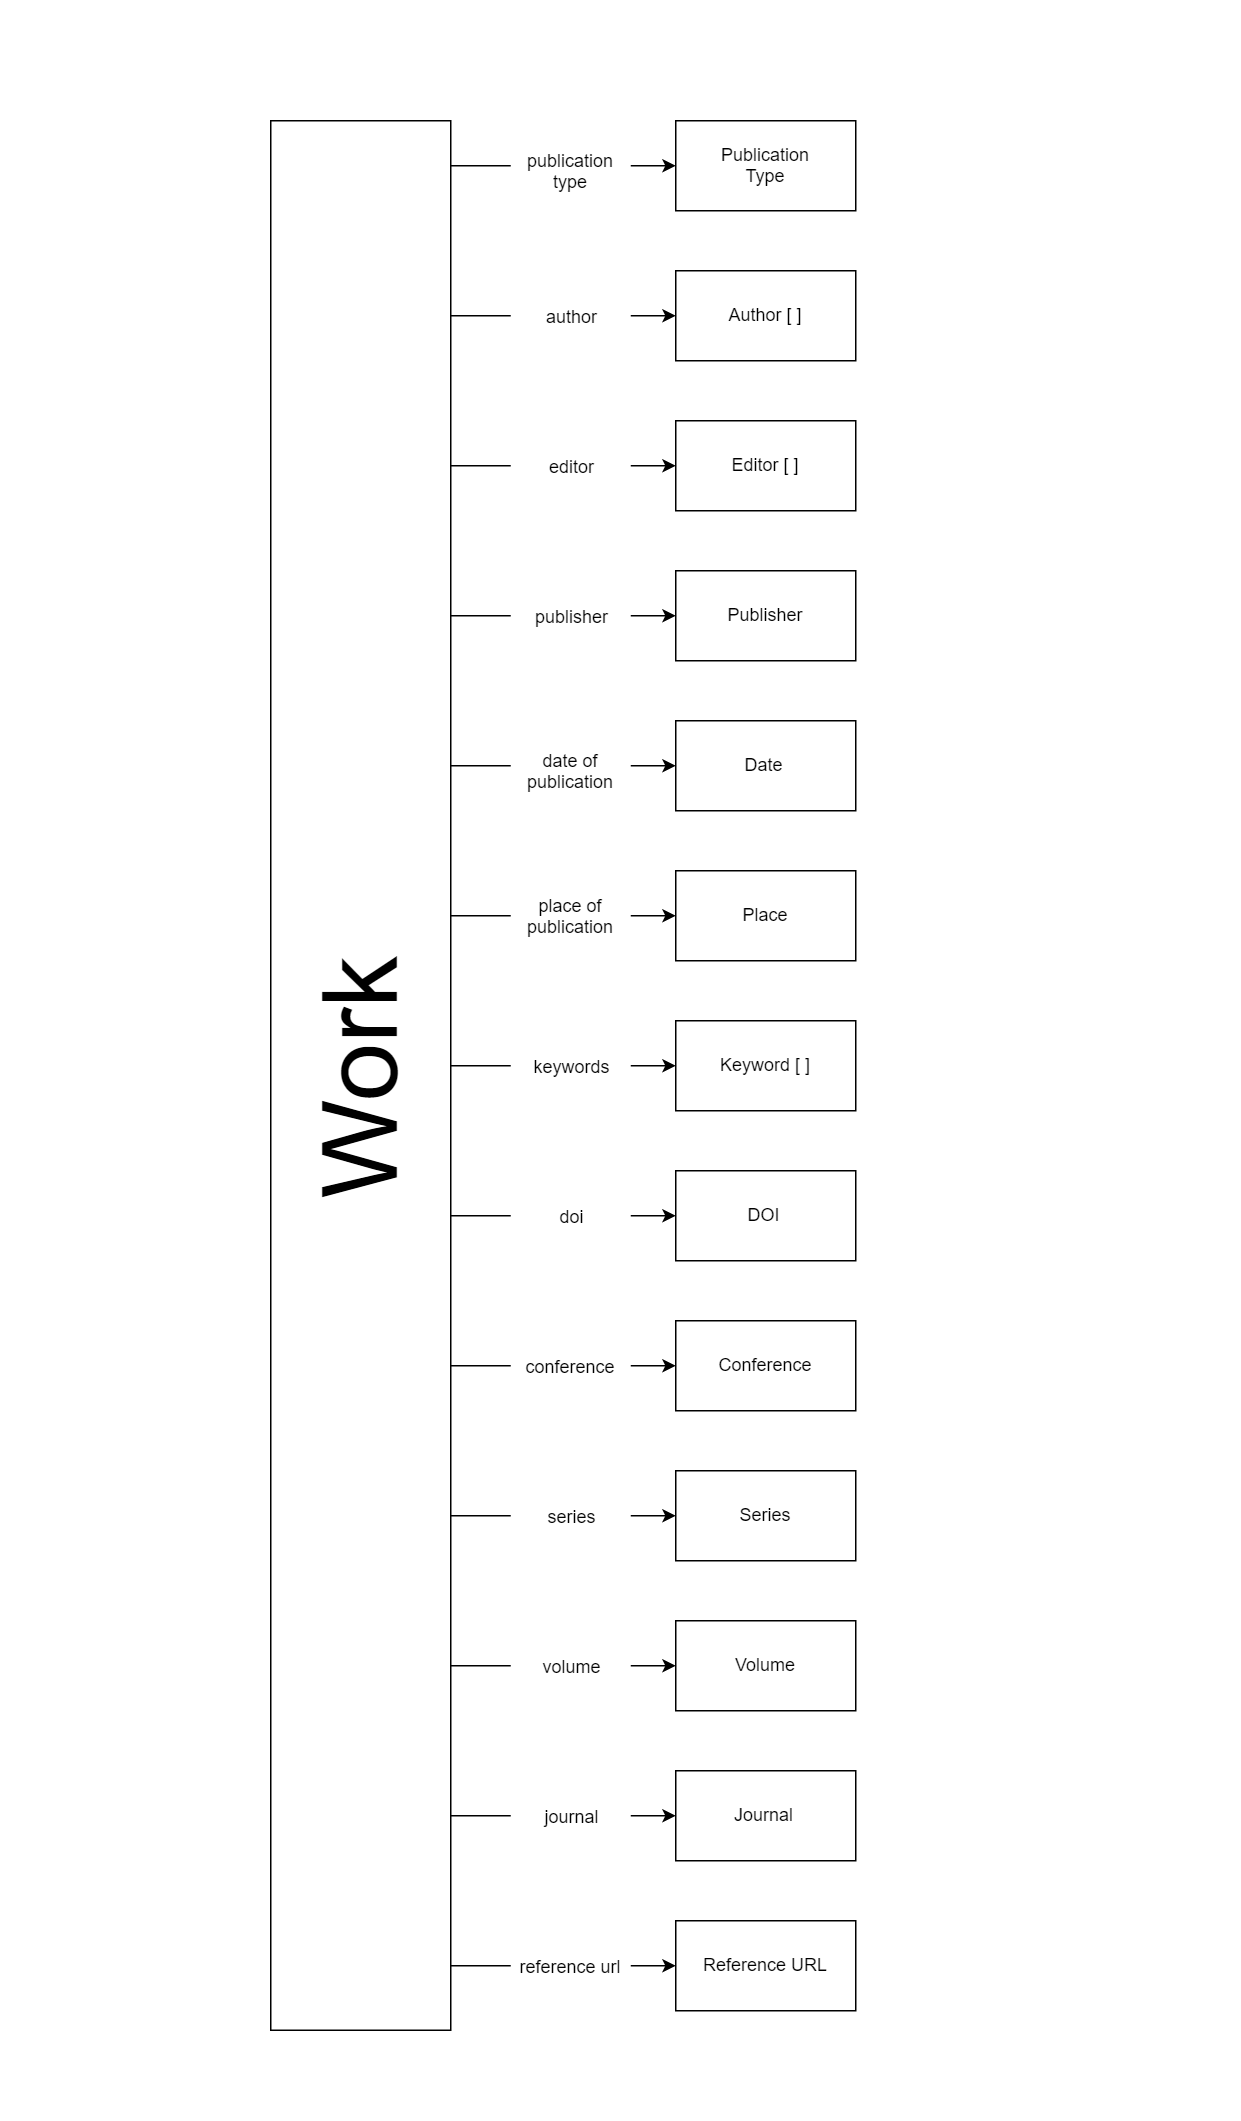 Work
publication
type
Publication
Type
author
Author [ ]
editor
Editor [ ]
publisher
Publisher
date of
publication
Date
place of
publication
Place
keywords
Keyword [ ]
doi
DOI
conference
Conference
series
Series
volume
Volume
journal
Journal
reference url
Reference URL